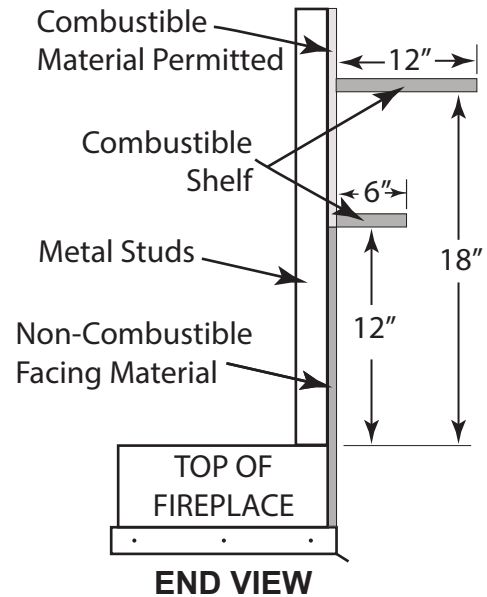 Combustible
Material Permitted
12”
Combustible
Shelf
6”
Metal Studs
18”
12”
Non-Combustible
Facing Material
TOP OF
FIREPLACE
END VIEW